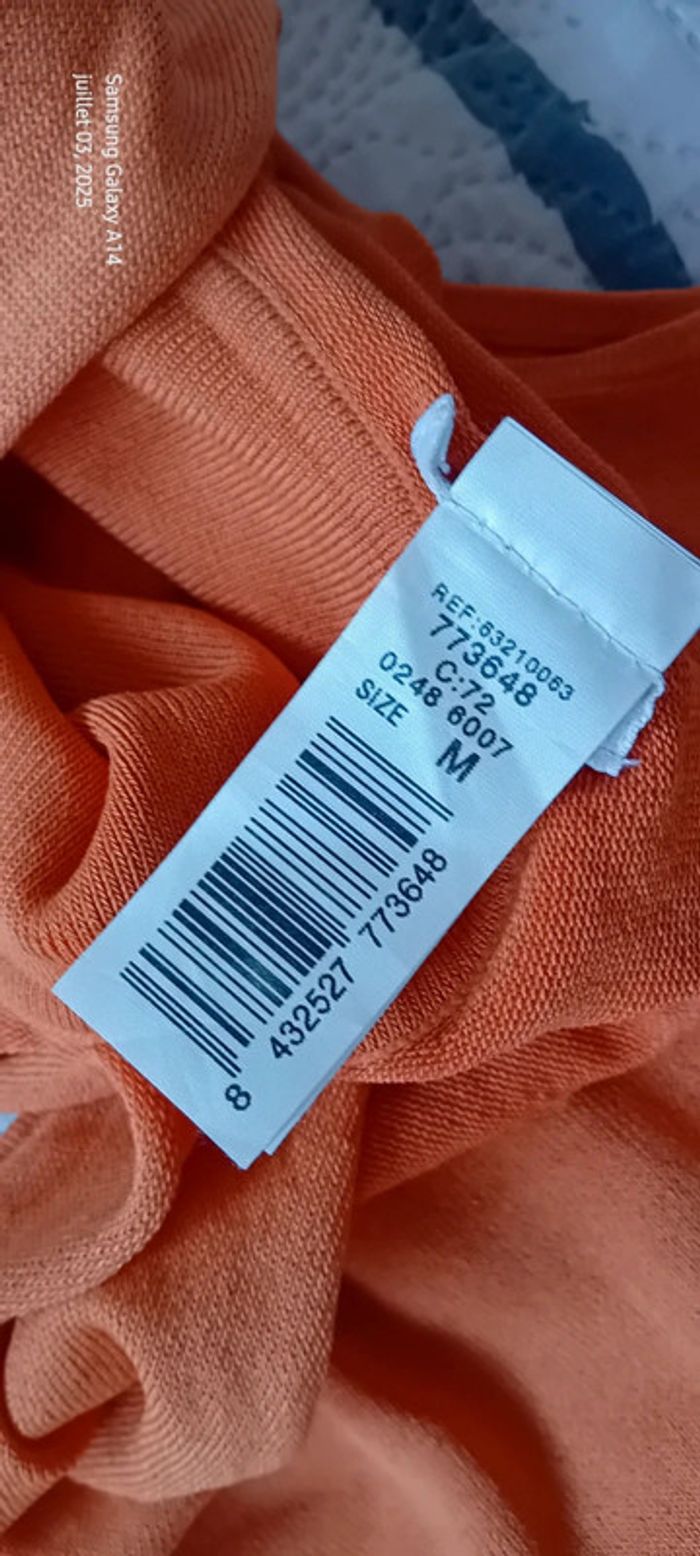 Samsung Galaxy A14
juillet 03, 2025
REF:63210063
773648
C:72
0248 6007
SIZE M
8 432527 773648